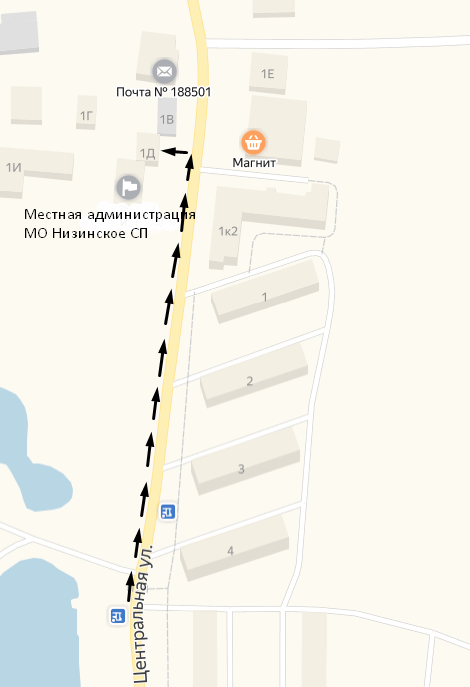 Почта № 188501
1Е
1Г
1В
Магнит
1Д
1И
Местная администрация
МО Низинское СП
1к2
1
2
3
4
Центральная ул.